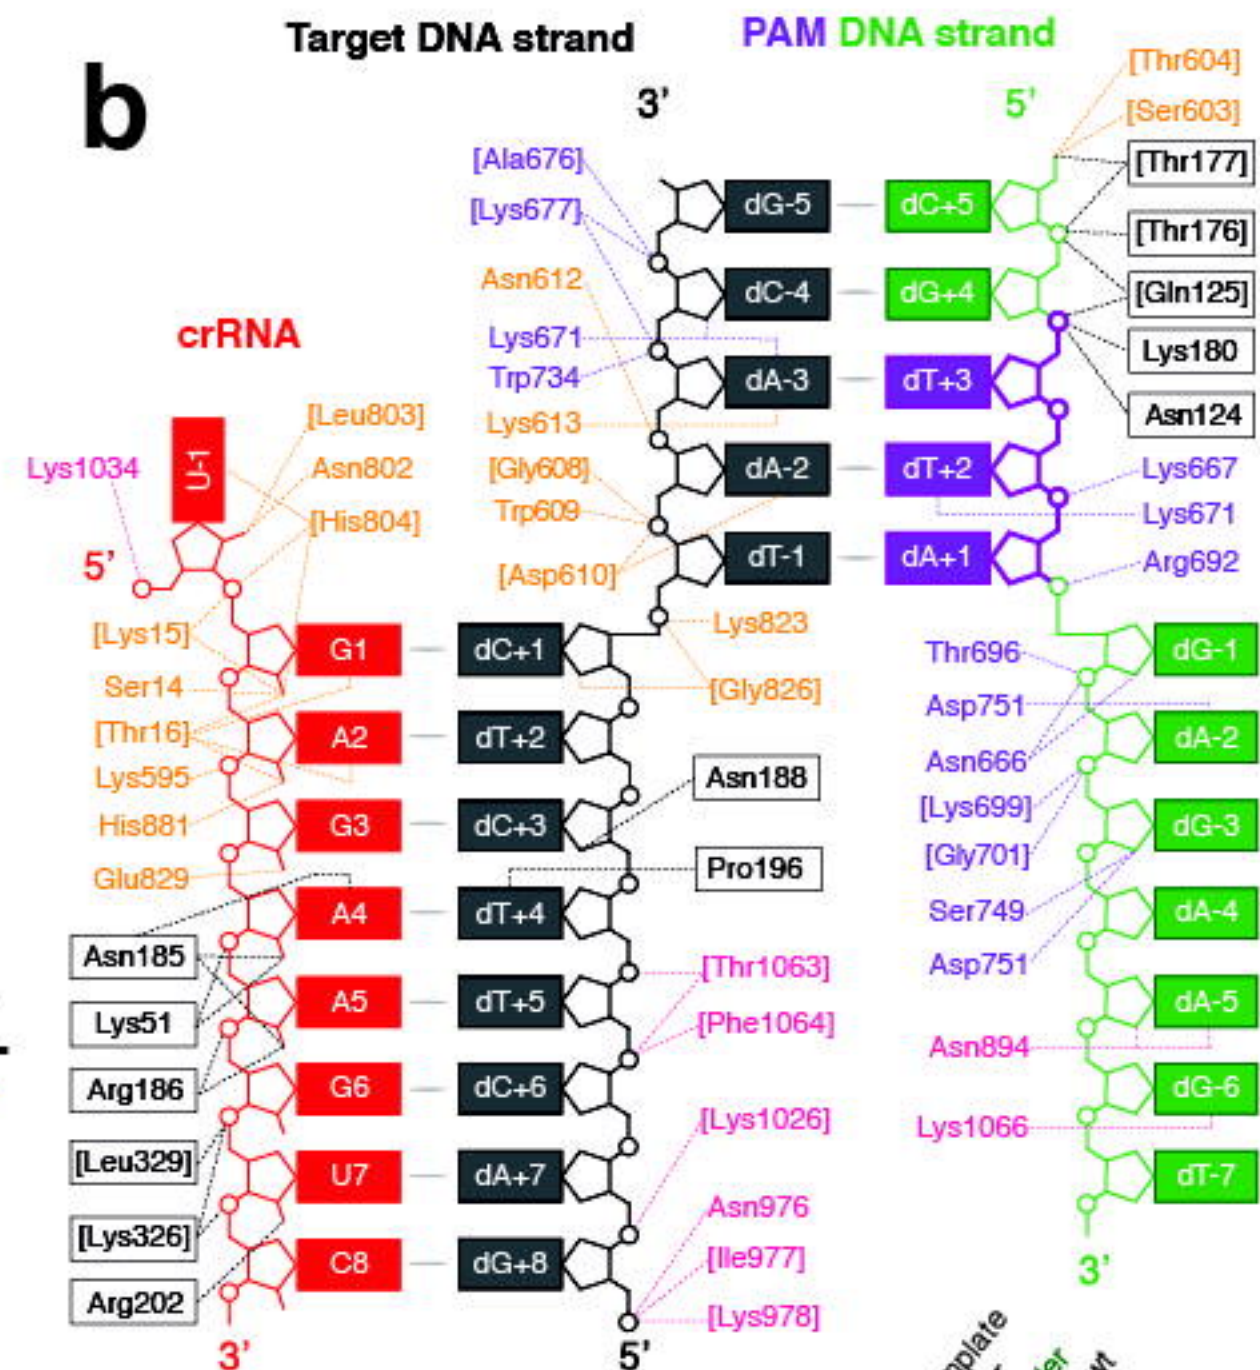 b
Target DNA strand
PAM DNA strand
3’
5’
[Thr604]
[Ser603]
[Thr177]
[Thr176]
[Gln125]
Lys180
Asn124
Lys667
Lys671
Arg692
[Ala676]
[Lys677]
Asn612
Lys671
Trp734
Lys613
[Gly608]
Trp609
[Asp610]
dG-5
dC+5
dC-4
dG+4
dA-3
dT+3
dA-2
dT+2
dT-1
dA+1
crRNA
[Leu803]
Lys1034
U-1
Asn802
[His804]
5’
[Lys15]
Ser14
[Thr16]
Lys595
His881
Glu829
Asn185
Lys51
Arg186
[Leu329]
[Lys326]
Arg202
G1
dC+1
A2
dT+2
G3
dC+3
A4
dT+4
A5
dT+5
G6
dC+6
U7
dA+7
C8
dG+8
3’
5’
Lys823
[Gly826]
Asn188
Pro196
[Thr1063]
[Phe1064]
[Lys1026]
Asn976
[Ile977]
[Lys978]
Thr696
Asp751
Asn666
[Lys699]
[Gly701]
Ser749
Asp751
Asn894
Lys1066
dG-1
dA-2
dG-3
dA-4
dA-5
dG-6
dT-7
3’